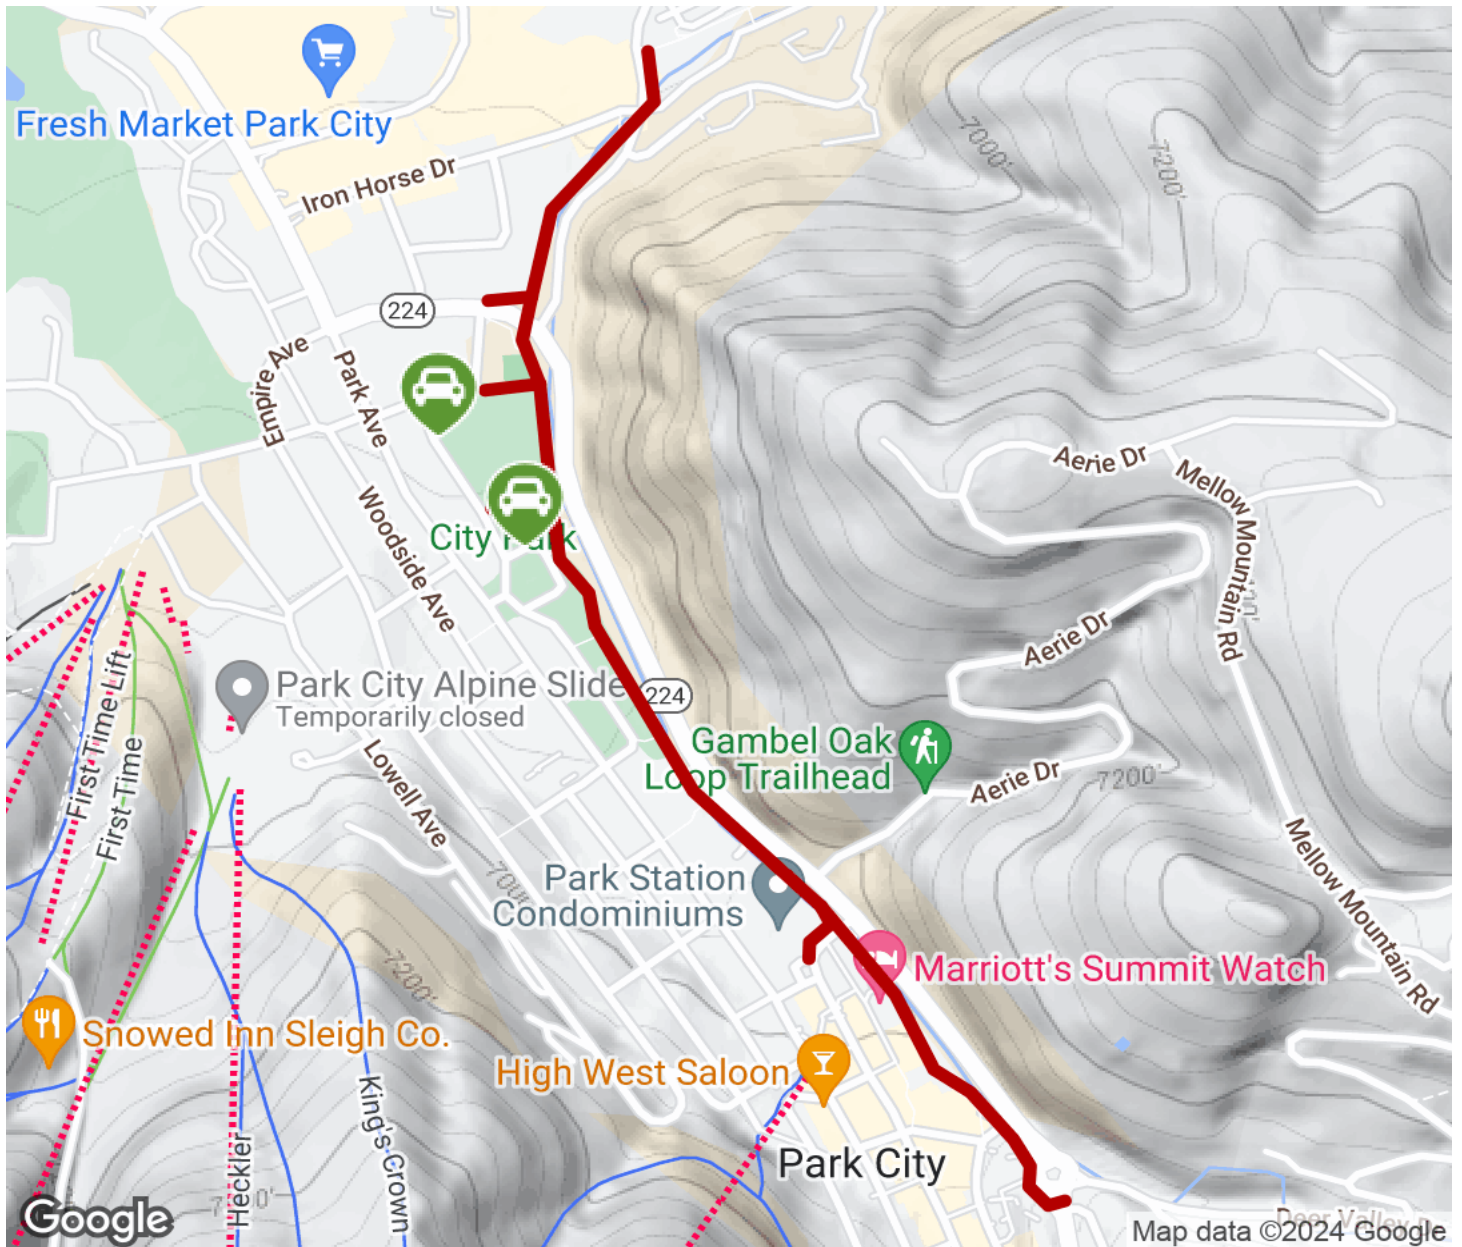 Fresh Market Park City
Iron Horse Dr
7000'
7200'
224
Empire Ave
Park Ave
Aerie Dr
Mellow Mountain Rd
City Park
Woodside Ave
Aerie Dr
Park City Alpine Slide
Temporarily closed
224
First Time Lift
First Time
Lowell Ave
Gambel Oak
Loop Trailhead
Aerie Dr
7200'
Mellow Mountain Rd
Park Station
Condominiums
7200'
Marriott's Summit Watch
Snowed Inn Sleigh Co.
High West Saloon
King's Crown
Heckler
Park City
Google
Map data ©2024 Google